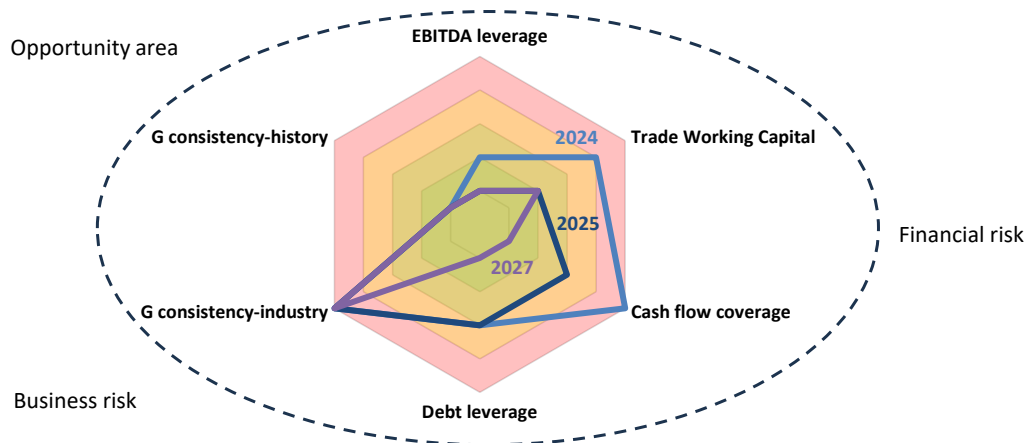 EBITDA leverage
Opportunity area
G consistency-history
2024
Trade Working Capital
2025
Financial risk
2027
G consistency-industry
Cash flow coverage
Business risk
Debt leverage